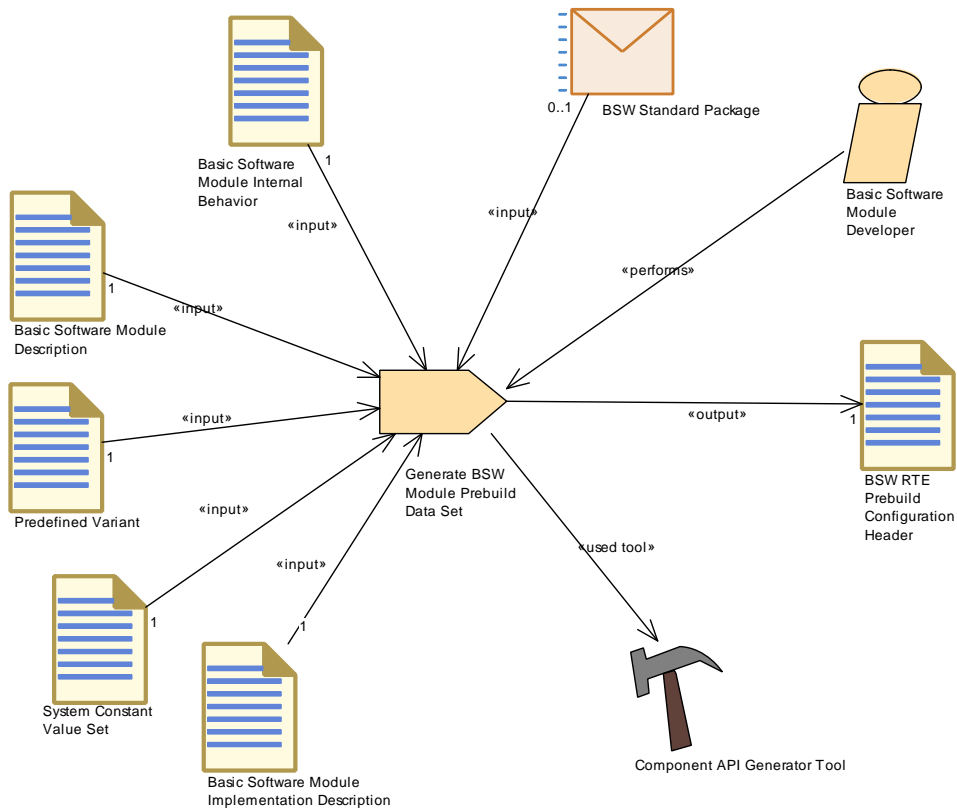 0..1
BSW Standard Package
Basic Software
Module Internal
Behavior
1
«input»
«input»
Basic Software
Module
Developer
«performs»
1
«input»
Basic Software Module
Description
«input»
1
Predefined Variant
«output»
1
Generate BSW
Module Prebuild
Data Set
BSW RTE
Prebuild
Configuration
Header
«input»
«input»
«used tool»
1
1
System Constant
Value Set
Basic Software Module
Implementation Description
Component API Generator Tool